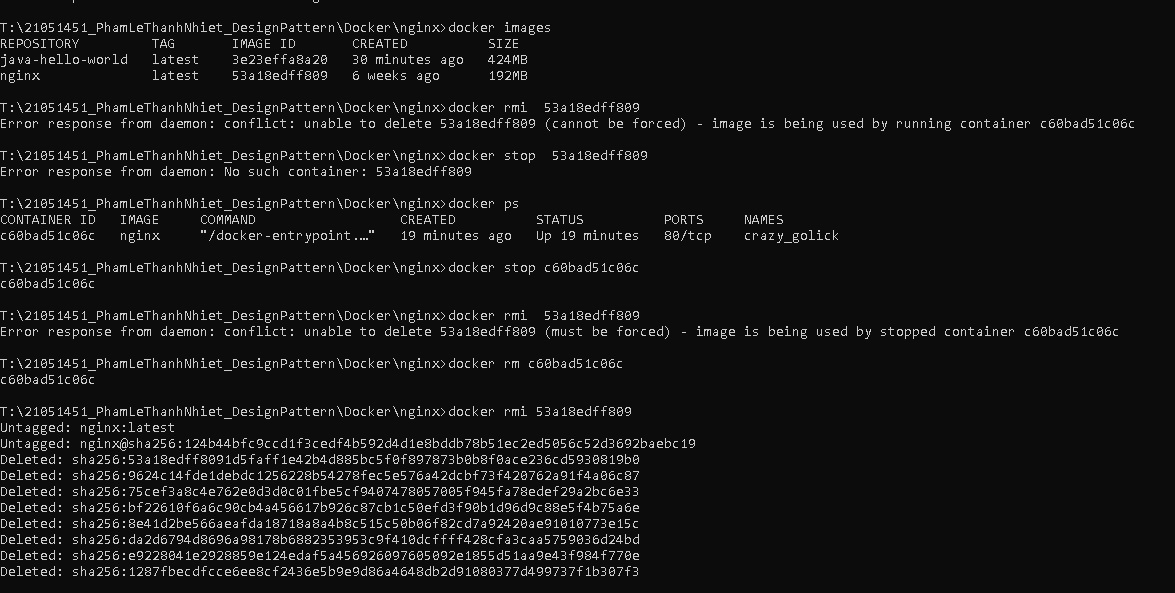 T:\21051451_PhamLeThanhNhiet_DesignPattern\Docker\nginx>docker images
REPOSITORY TAG IMAGE ID CREATED SIZE
java-hello-world latest 3e23effa8a20 30 minutes ago 424MB
nginx latest 53a18edff809 6 weeks ago 192MB
T:\21051451_PhamLeThanhNhiet_DesignPattern\Docker\nginx>docker rmi 53a18edff809
Error response from daemon: conflict: unable to delete 53a18edff809 (cannot be forced) - image is being used by running container c60bad51c06c
T:\21051451_PhamLeThanhNhiet_DesignPattern\Docker\nginx>docker stop 53a18edff809
Error response from daemon: No such container: 53a18edff809
T:\21051451_PhamLeThanhNhiet_DesignPattern\Docker\nginx>docker ps
CONTAINER ID IMAGE COMMAND CREATED STATUS PORTS NAMES
c60bad51c06c nginx "/docker-entrypoint.…" 19 minutes ago Up 19 minutes 80/tcp crazy_golick
T:\21051451_PhamLeThanhNhiet_DesignPattern\Docker\nginx>docker stop c60bad51c06c
c60bad51c06c
T:\21051451_PhamLeThanhNhiet_DesignPattern\Docker\nginx>docker rmi 53a18edff809
Error response from daemon: conflict: unable to delete 53a18edff809 (must be forced) - image is being used by stopped container c60bad51c06c
T:\21051451_PhamLeThanhNhiet_DesignPattern\Docker\nginx>docker rm c60bad51c06c
c60bad51c06c
T:\21051451_PhamLeThanhNhiet_DesignPattern\Docker\nginx>docker rmi 53a18edff809
Untagged: nginx:latest
Untagged: nginx@sha256:124b44bfc9ccd1f3cedf4b592d4d1e8bddb78b51ec2ed5056c52d3692baebc19
Deleted: sha256:53a18edff8091d5faff1e42b4d885bc5f0f897873b0b8f0ace236cd5930819b0
Deleted: sha256:9624c14fde1debdc1256228b54278fec5e576a42dcbf73f420762a91f4a06c87
Deleted: sha256:75cef3a8c4e762e0d3d0c01fbe5cf9407478057005f945fa78edef29a2bc6e33
Deleted: sha256:bf22610f6a6c90cb4a456617b926c87cb1c50efd3f90b1d96d9c88e5f4b75a6e
Deleted: sha256:8e41d2be566aeafda18718a8a4b8c515c50b06f82cd7a92420ae91010773e15c
Deleted: sha256:da2d6794d8696a98178b6882353953c9f410dcffff428cfa3caa5759036d24bd
Deleted: sha256:e9228041e2928859e124edaf5a456926097605092e1855d51aa9e43f984f770e
Deleted: sha256:1287fbecdfcce6ee8cf2436e5b9e9d86a4648db2d91080377d499737f1b307f3